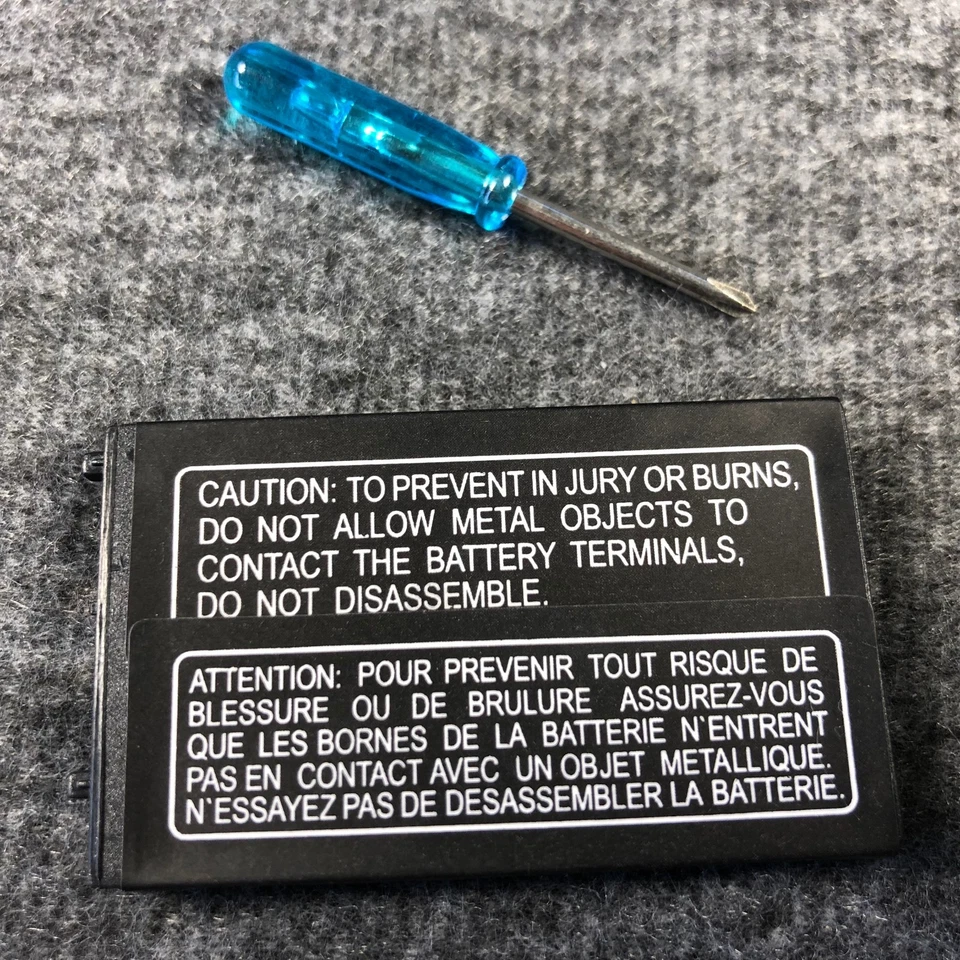 CAUTION: TO PREVENT IN JURY OR BURNS,
DO NOT ALLOW METAL OBJECTS TO
CONTACT THE BATTERY TERMINALS,
DO NOT DISASSEMBLE.
ATTENTION: POUR PREVENIR TOUT RISQUE DE
BLESSURE OU DE BRULURE ASSUREZ-VOUS
QUE LES BORNES DE LA BATTERIE N`ENTRENT
PAS EN CONTACT AVEC UN OBJET METALLIQUE.
N`ESSAYEZ PAS DE DESASSEMBLER LA BATTERIE.